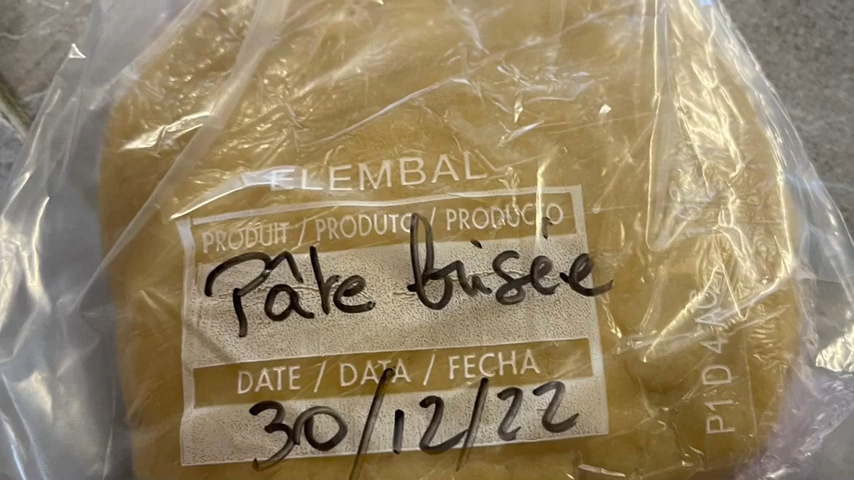 ELEMBAL
PRODUIT / PRODUTO / PRODUCTO
Pâte brisée
DATE / DATA / FECHA
30/12/22